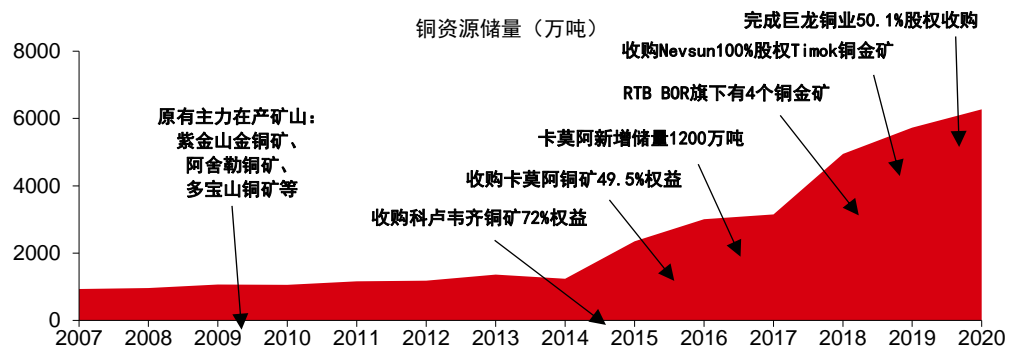 铜资源储量（万吨）
完成巨龙铜业50.1%股权收购
收购Nevsun100%股权Timok铜金矿
RTB BOR旗下有4个铜金矿
卡莫阿新增储量1200万吨
收购卡莫阿铜矿49.5%权益
收购科卢韦齐铜矿72%权益
原有主力在产矿山：
紫金山金铜矿、
阿舍勒铜矿、
多宝山铜矿等
8000
6000
4000
2000
0
2007 2008 2009 2010 2011 2012 2013 2014 2015 2016 2017 2018 2019 2020